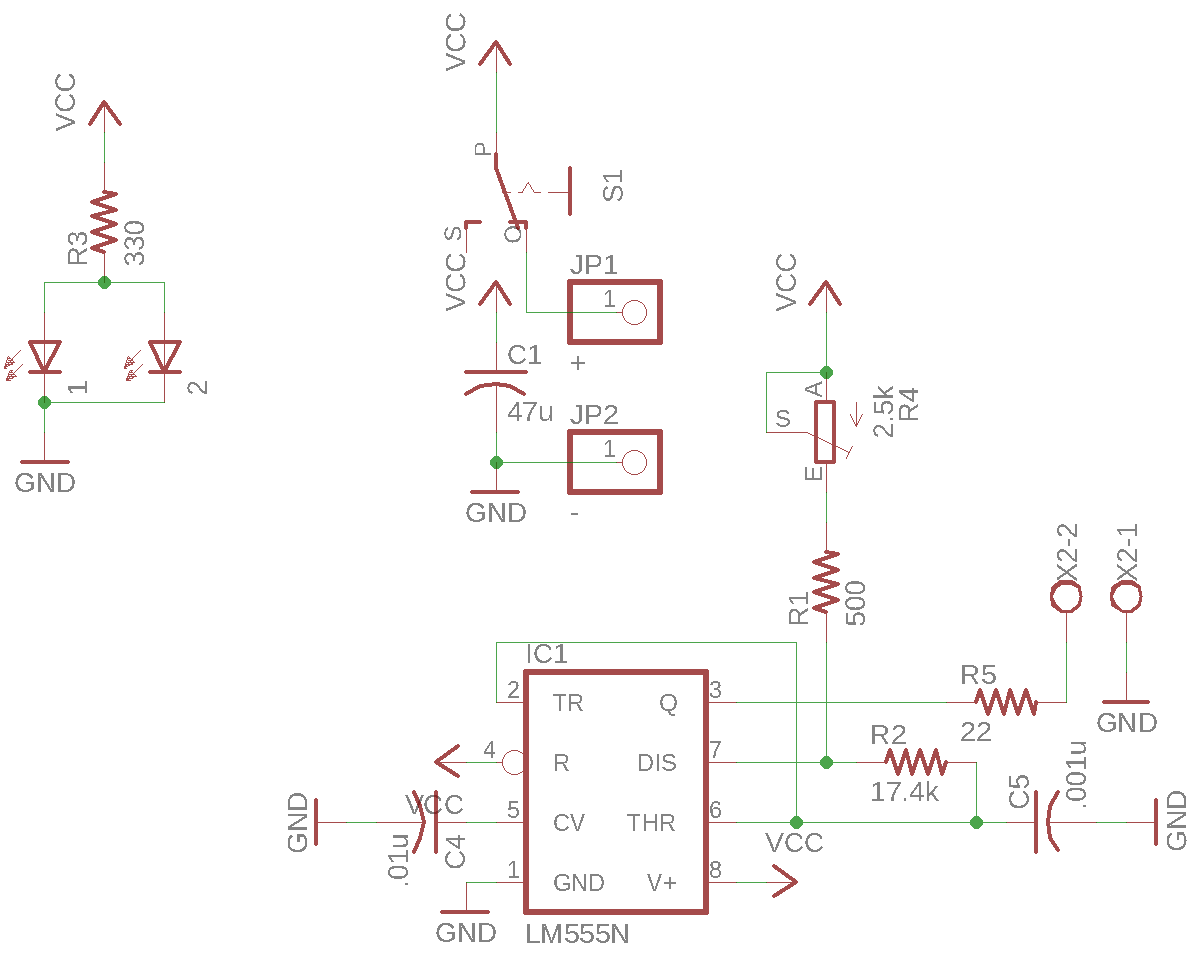 VCC
VCC
P
S1
R3
330
S
O
VCC
JP1
1
+
VCC
C1
47u
JP2
1
-
GND
1
2
GND
A
S
E
2.5k
R4
R1
500
X2-2
X2-1
IC1
2
TR
Q
3
R5
22
GND
4
R
DIS
7
R2
17.4k
VCC
5
CV
THR
6
VCC
GND
.01u
C4
C5
.001u
GND
1
GND
V+
8
GND
LM555N